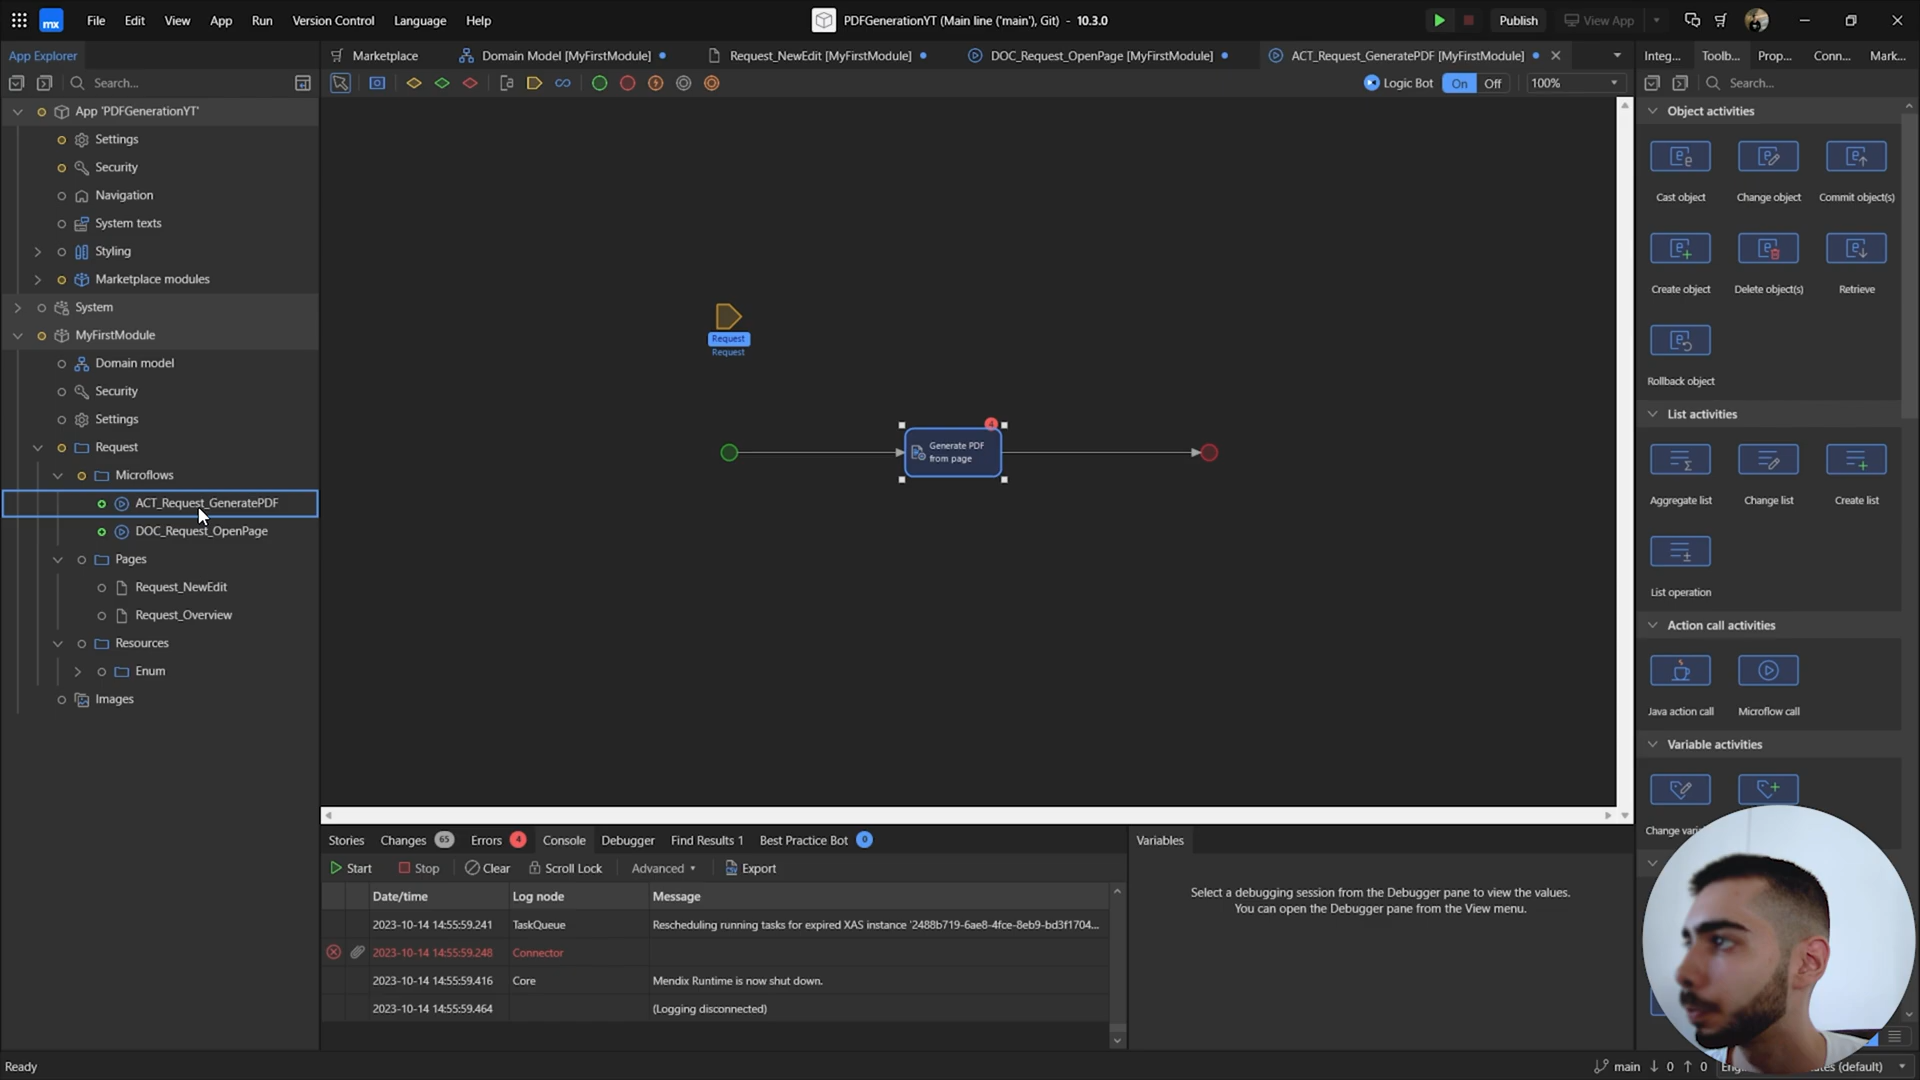 mx File Edit View App Run Version Control Language Help
PDFGenerationYT (Main line ('main'), Git) - 10.3.0
Publish View App
App Explorer
Search...
App 'PDFGenerationYT'
Settings
Security
Navigation
System texts
Styling
Marketplace modules
System
MyFirstModule
Domain model
Security
Settings
Request
Microflows
ACT_Request_GeneratePDF
DOC_Request_OpenPage
Pages
Request_NewEdit
Request_Overview
Resources
Enum
Images
Marketplace Domain Model [MyFirstModule] Request_NewEdit [MyFirstModule] DOC_Request_OpenPage [MyFirstModule] ACT_Request_GeneratePDF [MyFirstModule]
Logic Bot On Off 100%
Request
Request
4
Generate PDF
from page
Stories Changes 65 Errors 4 Console Debugger Find Results 1 Best Practice Bot 0
Start Stop Clear Scroll Lock Advanced Export
Date/time Log node Message
2023-10-14 14:55:59.241 TaskQueue Rescheduling running tasks for expired XAS instance '2488b719-6ae8-4fce-8eb9-bd3f1704...
2023-10-14 14:55:59.248 Connector
2023-10-14 14:55:59.416 Core Mendix Runtime is now shut down.
2023-10-14 14:55:59.464 (Logging disconnected)
Variables
Select a debugging session from the Debugger pane to view the values.
You can open the Debugger pane from the View menu.
Integ... Toolb... Prop... Conn... Mark...
Search...
Object activities
Cast object Change object Commit object(s)
Create object Delete object(s) Retrieve
Rollback object
List activities
Aggregate list Change list Create list
List operation
Action call activities
Java action call Microflow call
Variable activities
Change
Ready
main 0 0
(default)